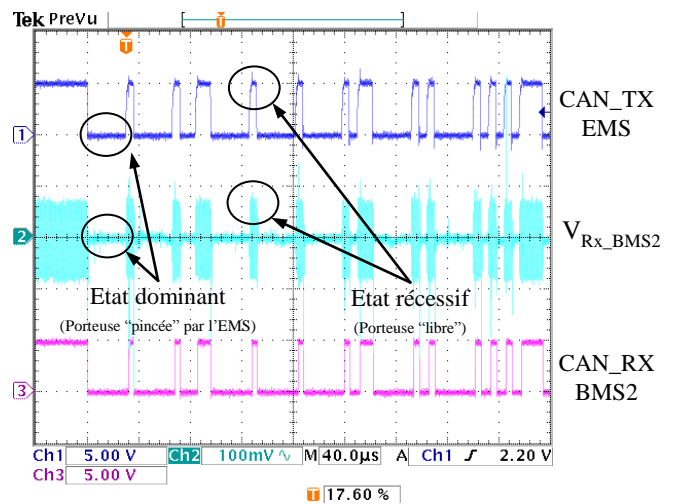 Tek PreVu
T
T
1
CAN_TX
EMS
2
V Rx_BMS2
Etat dominant
(Porteuse “pincée” par l’EMS)
Etat récessif
(Porteuse “libre”)
CAN_RX
BMS2
3
Ch1 5.00 V Ch2 100mV M 40.0µs A Ch1 2.20 V
Ch3 5.00 V
T 17.60 %